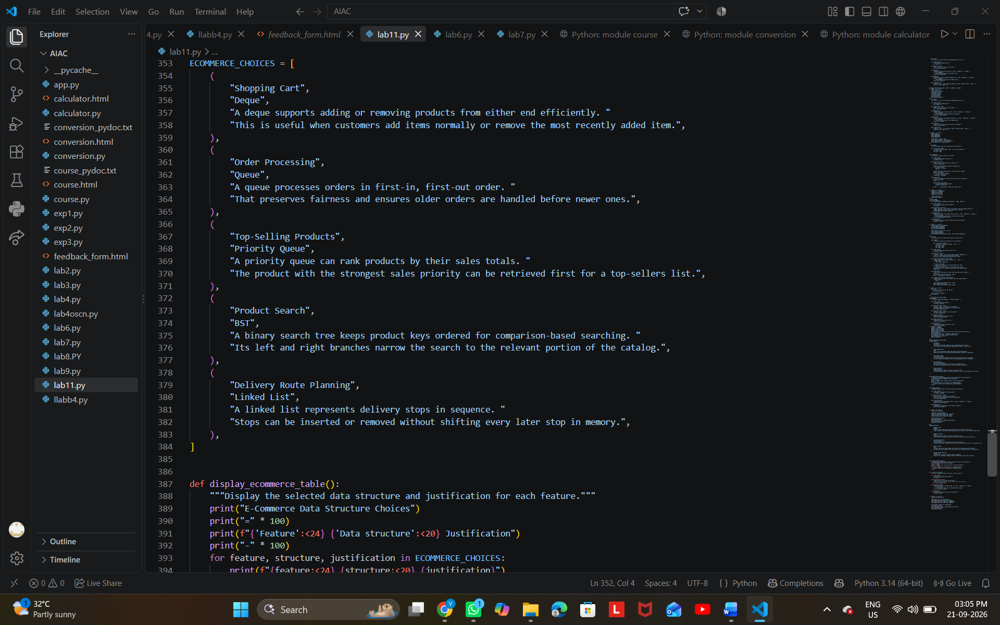 File Edit Selection View Go Run Terminal Help
AIAC
Explorer
4.py
llabb4.py
feedback_form.html
lab11.py
lab6.py
lab7.py
Python: module course
Python: module conversion
Python: module calculator
AIAC
__pycache__
app.py
calculator.html
calculator.py
conversion_pydoc.txt
conversion.html
conversion.py
course_pydoc.txt
course.html
course.py
exp1.py
exp2.py
exp3.py
feedback_form.html
lab2.py
lab3.py
lab4.py
lab4oscn.py
lab6.py
lab7.py
lab8.PY
lab9.py
lab11.py
llabb4.py
Outline
Timeline
lab11.py > ...
353 ECOMMERCE_CHOICES = [
354 (
355 "Shopping Cart",
356 "Deque",
357 "A deque supports adding or removing products from either end efficiently. "
358 "This is useful when customers add items normally or remove the most recently added item.",
359 ),
360 (
361 "Order Processing",
362 "Queue",
363 "A queue processes orders in first-in, first-out order. "
364 "That preserves fairness and ensures older orders are handled before newer ones.",
365 ),
366 (
367 "Top-Selling Products",
368 "Priority Queue",
369 "A priority queue can rank products by their sales totals. "
370 "The product with the strongest sales priority can be retrieved first for a top-sellers list.",
371 ),
372 (
373 "Product Search",
374 "BST",
375 "A binary search tree keeps product keys ordered for comparison-based searching. "
376 "Its left and right branches narrow the search to the relevant portion of the catalog.",
377 ),
378 (
379 "Delivery Route Planning",
380 "Linked List",
381 "A linked list represents delivery stops in sequence. "
382 "Stops can be inserted or removed without shifting every later stop in memory.",
383 ),
384 ]
385
386
387 def display_ecommerce_table():
388 """Display the selected data structure and justification for each feature."""
389 print("E-Commerce Data Structure Choices")
390 print("=" * 100)
391 print(f"{'Feature':<24} {'Data structure':<20} Justification")
392 print("-" * 100)
393 for feature, structure, justification in ECOMMERCE_CHOICES:
394 print(f"{feature:<24} {structure:<20} {justification}")
0 0 Live Share
Ln 352, Col 4 Spaces: 4 UTF-8 {} Python Completions Python 3.14 (64-bit) Go Live
1
32°C
Partly sunny
Search
V
1
L
W
ENG
US
03:05 PM
21-09-2026